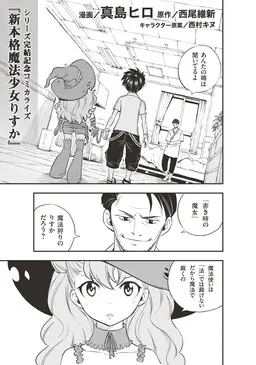 漫画／真島ヒロ 原作／西尾維新
キャラクター原案／西村キヌ
シリーズ完結記念コミカライズ
『新本格魔法少女りすか』
あんたの噂は
聞いてるよ
「赤き時の
魔女」
魔法狩りの
りすか
だろう?
魔法使いは
「法」では裁けない
だから魔法で
裁くの